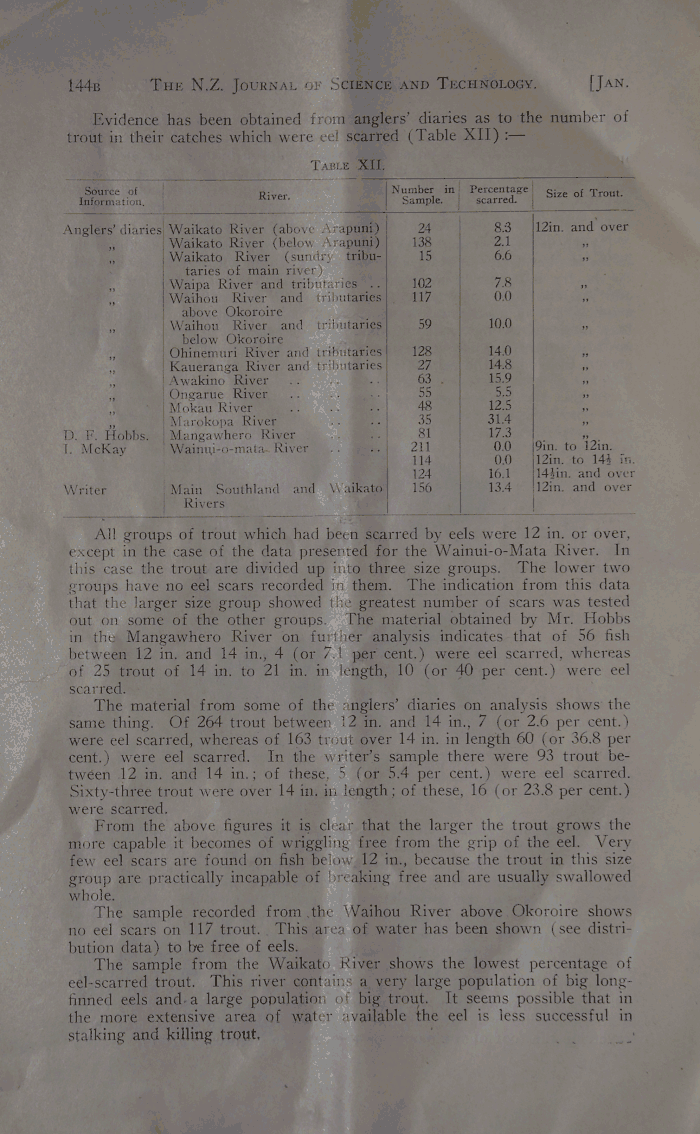 144B THE N.Z. JOURNAL OF SCIENCE AND TECHNOLOGY. [JAN.
Evidence has been obtained from anglers' diaries as to the number of
trout in their catches which were eel scarred (Table XII) :—
TABLE XII.
Source of Information. River. Number in Sample. Percentage scarred. Size of Trout.
Anglers' diaries Waikato River (above Arapuni) 24 8.3 12in. and over
„ Waikato River (below Arapuni) 138 2.1 „
„ Waikato River (sundry tribu- 15 6.6 „
taries of main river)
„ Waipa River and tributaries .. 102 7.8 „
„ Waihou River and tributaries 117 0.0 „
above Okoroire
„ Waihou River and tributaries 59 10.0 „
below Okoroire
„ Ohinemuri River and tributaries 128 14.0 „
„ Kaueranga River and tributaries 27 14.8 „
„ Awakino River .. .. .. 63 15.9 „
„ Ongarue River .. .. .. 55 5.5 „
„ Mokau River .. .. .. 48 12.5 „
„ Marokopa River .. .. 35 31.4 „
D. F. Hobbs. Mangawhero River .. .. 81 17.3 „
I. McKay Wainui-o-mata River .. .. 211 0.0 9in. to 12in.
114 0.0 12in. to 14½ in.
124 16.1 14½in. and over
Writer Main Southland and Waikato 156 13.4 12in. and over
Rivers
All groups of trout which had been scarred by eels were 12 in. or over,
except in the case of the data presented for the Wainui-o-Mata River. In
this case the trout are divided up into three size groups. The lower two
groups have no eel scars recorded in them. The indication from this data
that the larger size group showed the greatest number of scars was tested
out on some of the other groups. The material obtained by Mr. Hobbs
in the Mangawhero River on further analysis indicates that of 56 fish
between 12 in. and 14 in., 4 (or 7.1 per cent.) were eel scarred, whereas
of 25 trout of 14 in. to 21 in. in length, 10 (or 40 per cent.) were eel
scarred.
The material from some of the anglers' diaries on analysis shows the
same thing. Of 264 trout between 12 in. and 14 in., 7 (or 2.6 per cent.)
were eel scarred, whereas of 163 trout over 14 in. in length 60 (or 36.8 per
cent.) were eel scarred. In the writer's sample there were 93 trout be-
tween 12 in. and 14 in.; of these, 5 (or 5.4 per cent.) were eel scarred.
Sixty-three trout were over 14 in. in length; of these, 16 (or 23.8 per cent.)
were scarred.
From the above figures it is clear that the larger the trout grows the
more capable it becomes of wriggling free from the grip of the eel. Very
few eel scars are found on fish below 12 in., because the trout in this size
group are practically incapable of breaking free and are usually swallowed
whole.
The sample recorded from the Waihou River above Okoroire shows
no eel scars on 117 trout. This area of water has been shown (see distri-
bution data) to be free of eels.
The sample from the Waikato River shows the lowest percentage of
eel-scarred trout. This river contains a very large population of big long-
finned eels and a large population of big trout. It seems possible that in
the more extensive area of water available the eel is less successful in
stalking and killing trout.